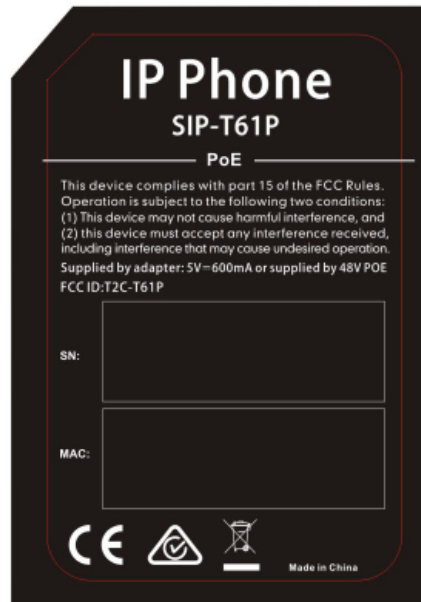 IP Phone
SIP-T61P
PoE
This device complies with part 15 of the FCC Rules.
Operation is subject to the following two conditions:
(1) This device may not cause harmful interference, and
(2) this device must accept any interference received,
including interference that may cause undesired operation.
Supplied by adapter: 5V⎓600mA or supplied by 48V POE
FCC ID:T2C-T61P
SN:
MAC:
CE
Made in China